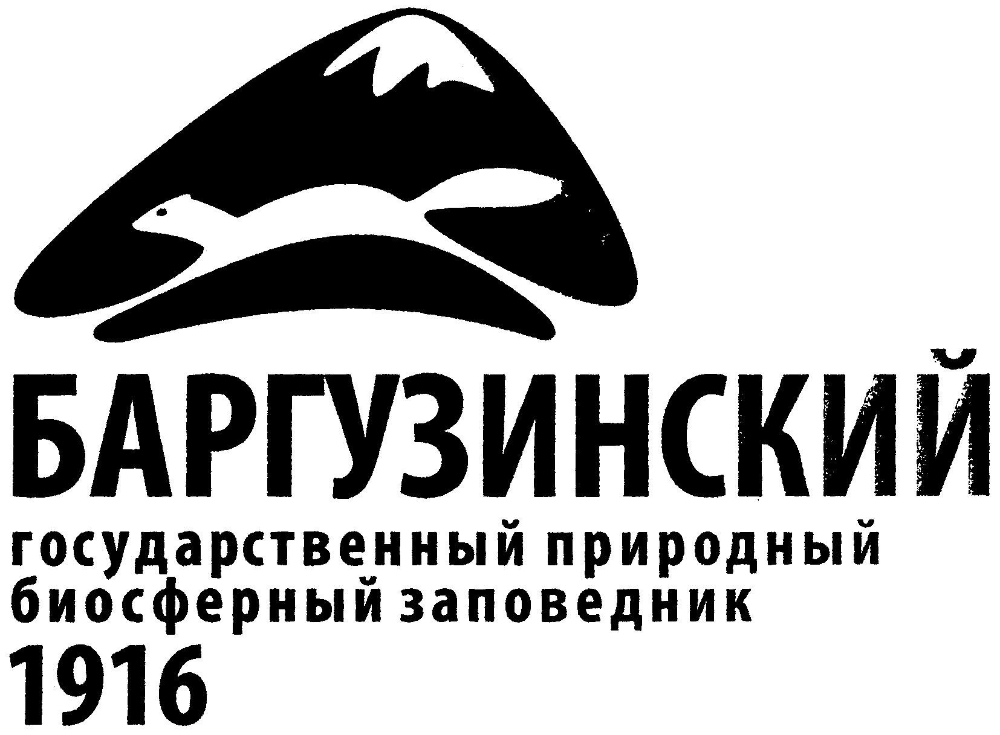 БАРГУЗИНСКИЙ
государственный природный
биосферный заповедник
1916